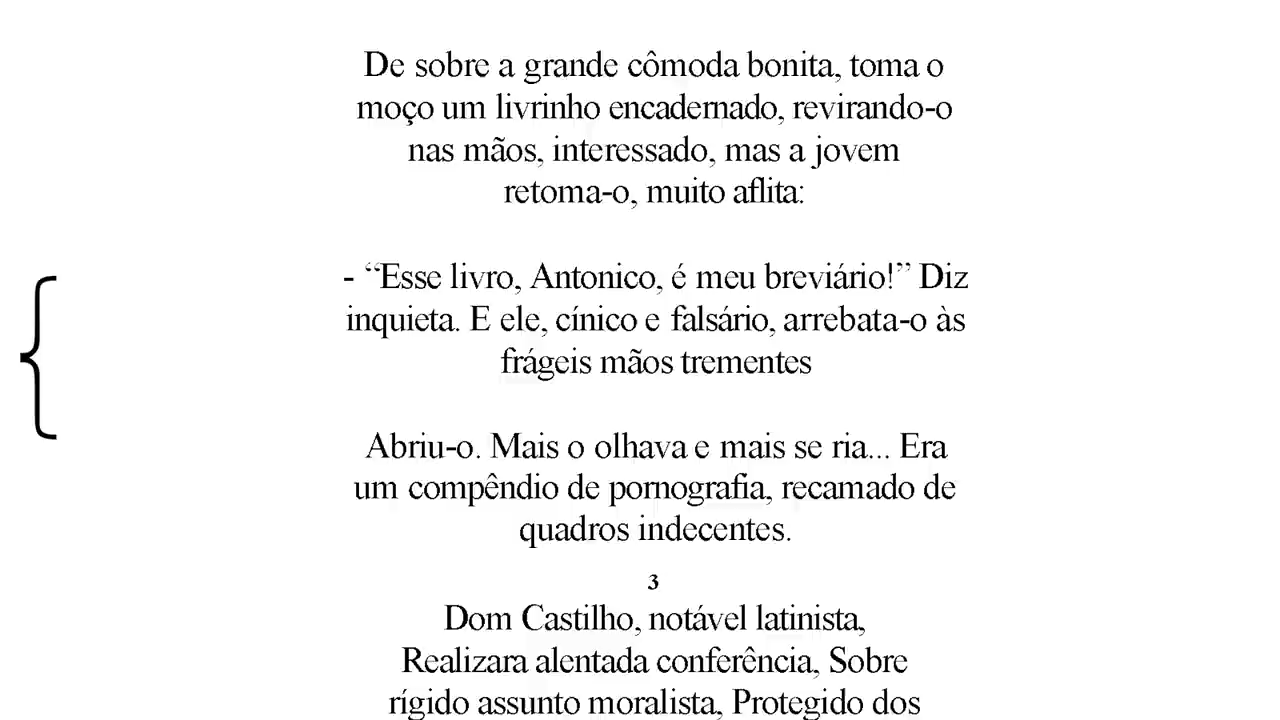 De sobre a grande cômoda bonita, toma o
moço um livrinho encadernado, revirando-o
nas mãos, interessado, mas a jovem
retoma-o, muito aflita:
- “Esse livro, Antonico, é meu breviário!” Diz
inquieta. E ele, cínico e falsário, arrebata-o às
frágeis mãos trementes
Abriu-o. Mais o olhava e mais se ria... Era
um compêndio de pornografia, recamado de
quadros indecentes.
3
Dom Castilho, notável latinista,
Realizara alentada conferência, Sobre
rígido assunto moralista, Protegido dos